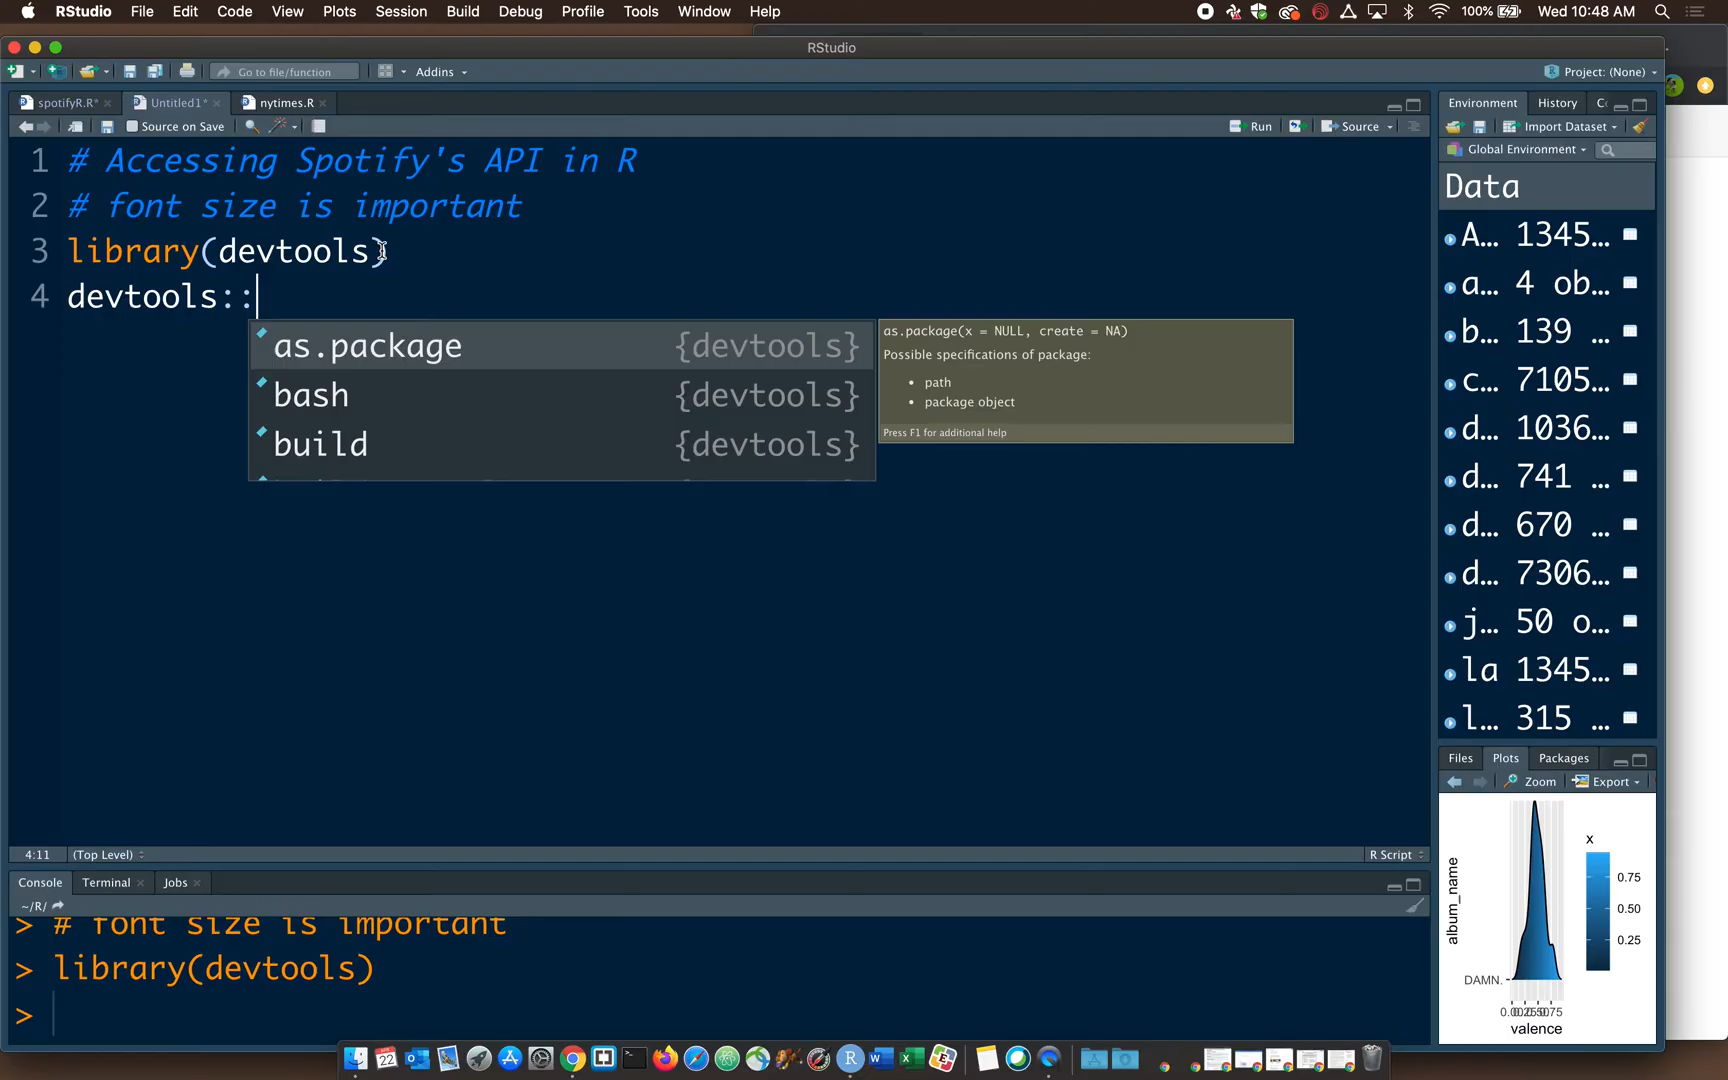 RStudio File Edit Code View Plots Session Build Debug Profile Tools Window Help 100% Wed 10:48 AM
RStudio
Go to file/function Addins Project: (None)
spotifyR.R* Untitled1* nytimes.R
Source on Save Run Source
1 # Accessing Spotify's API in R
2 # font size is important
3 library(devtools)
4 devtools::
as.package {devtools}
bash {devtools}
build {devtools}
as.package(x = NULL, create = NA)
Possible specifications of package:
• path
• package object
Press F1 for additional help
4:11 (Top Level) R Script
Console Terminal Jobs
~/R/
> # font size is important
> library(devtools)
>
Environment History C
Import Dataset
Global Environment
Data
A... 1345...
a... 4 ob...
b... 139 ...
c... 7105...
d... 1036...
d... 741 ...
d... 670 ...
d... 7306...
j... 50 o...
la 1345...
l... 315 ...
Files Plots Packages
Zoom Export
album_name
DAMN.
valence
x
0.75
0.50
0.25